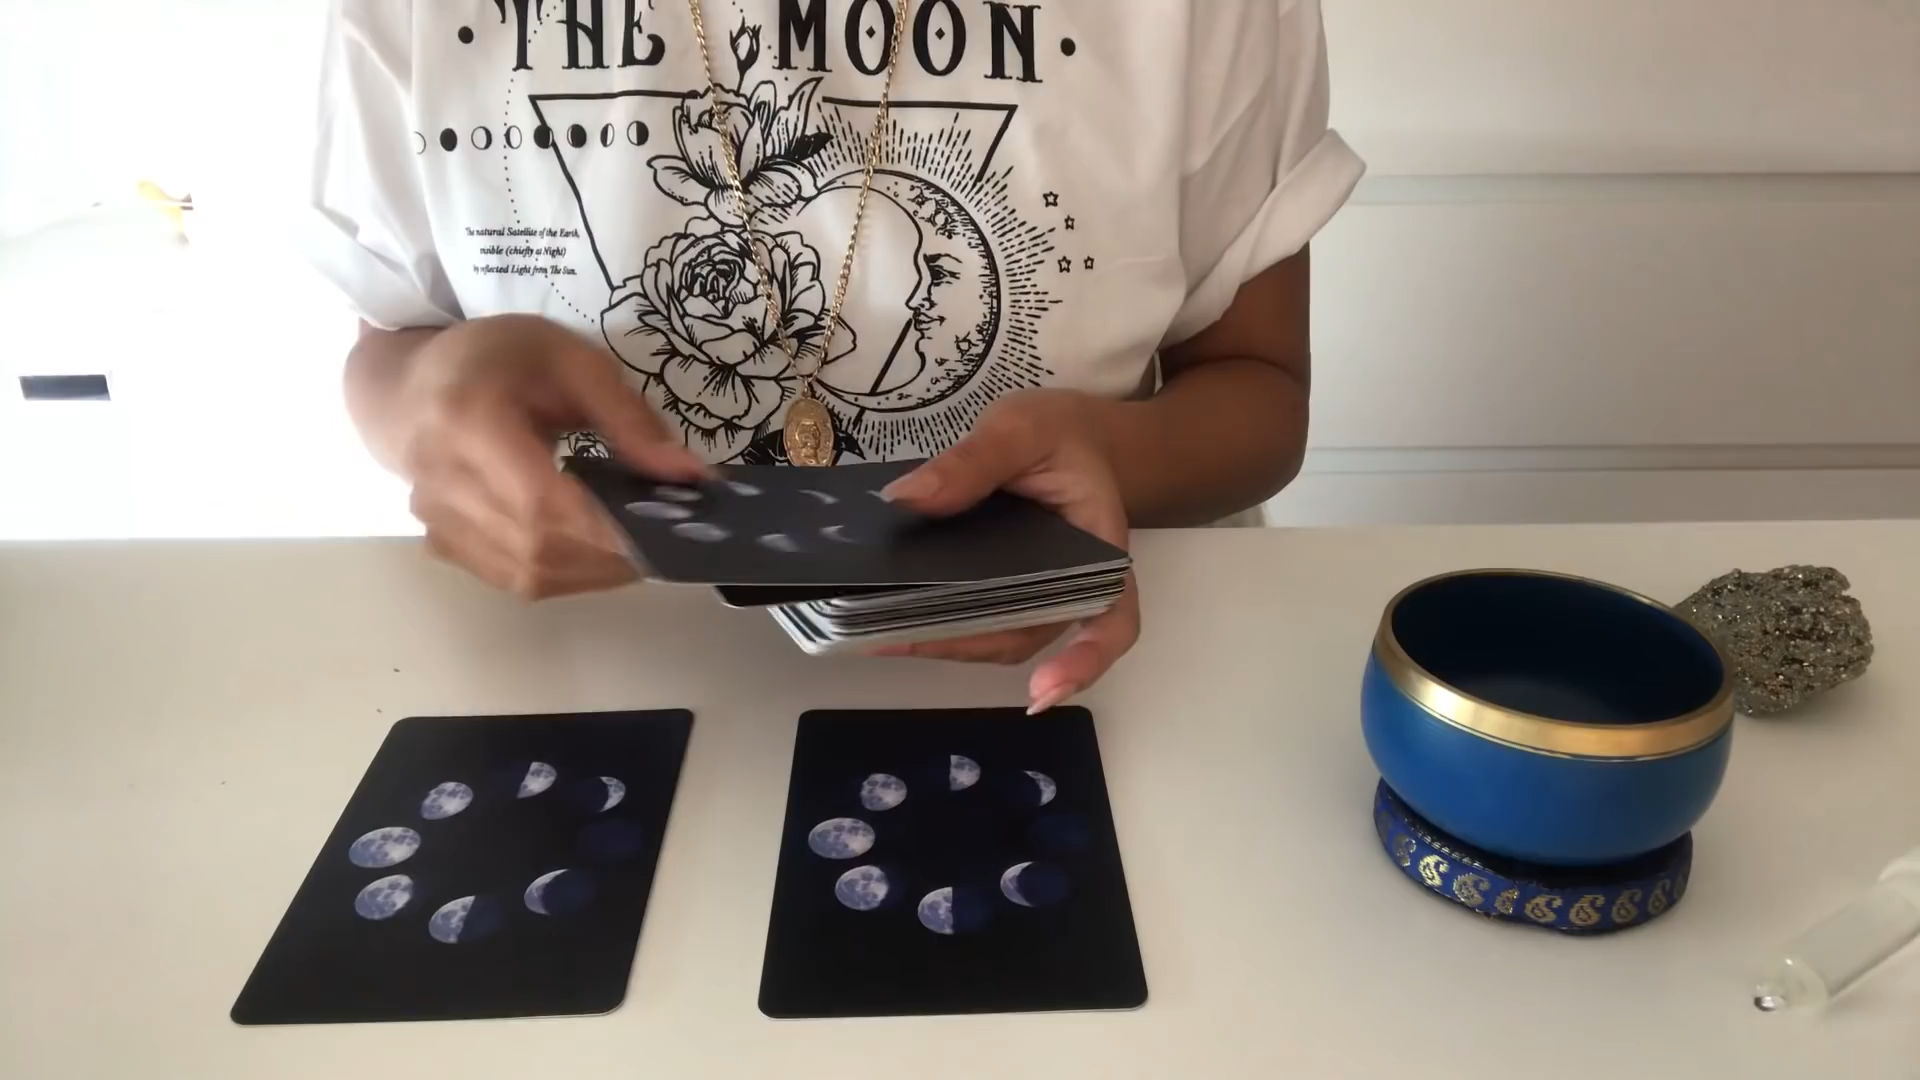 • THE MOON •
The natural Satellite of the Earth,
visible (chiefly at Night)
by reflected Light from The Sun.